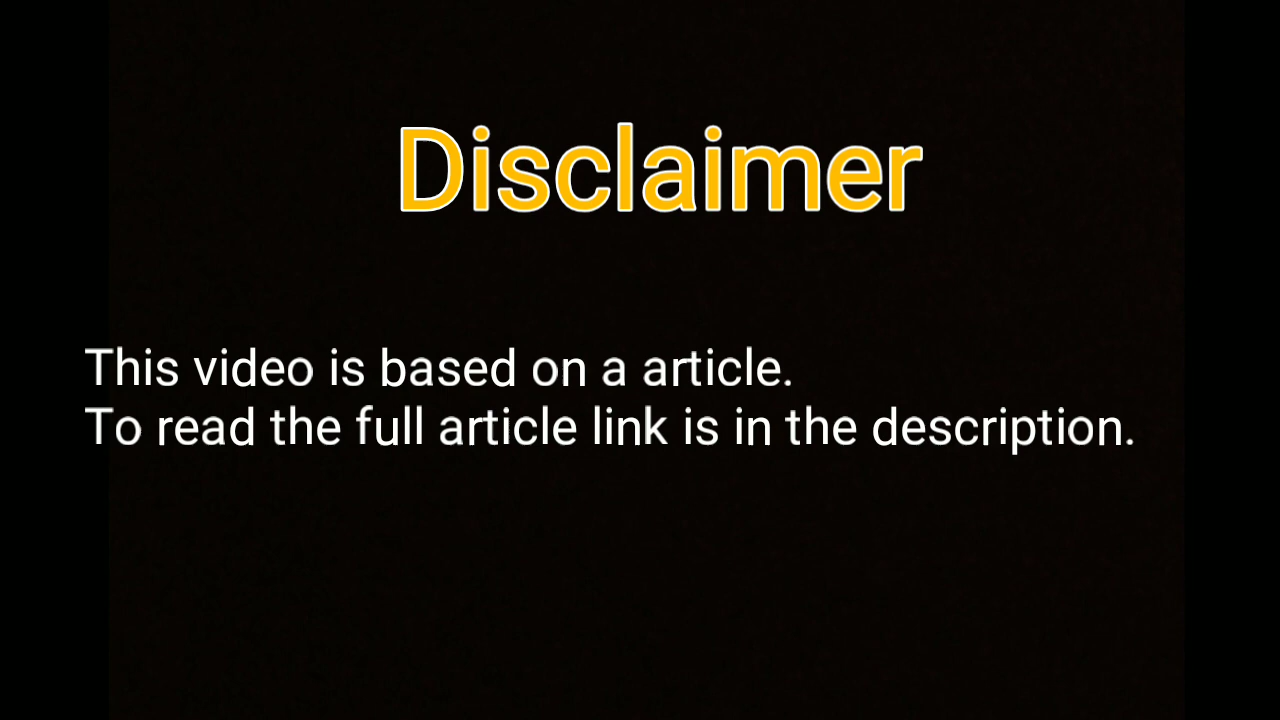 Disclaimer
This video is based on a article.
To read the full article link is in the description.